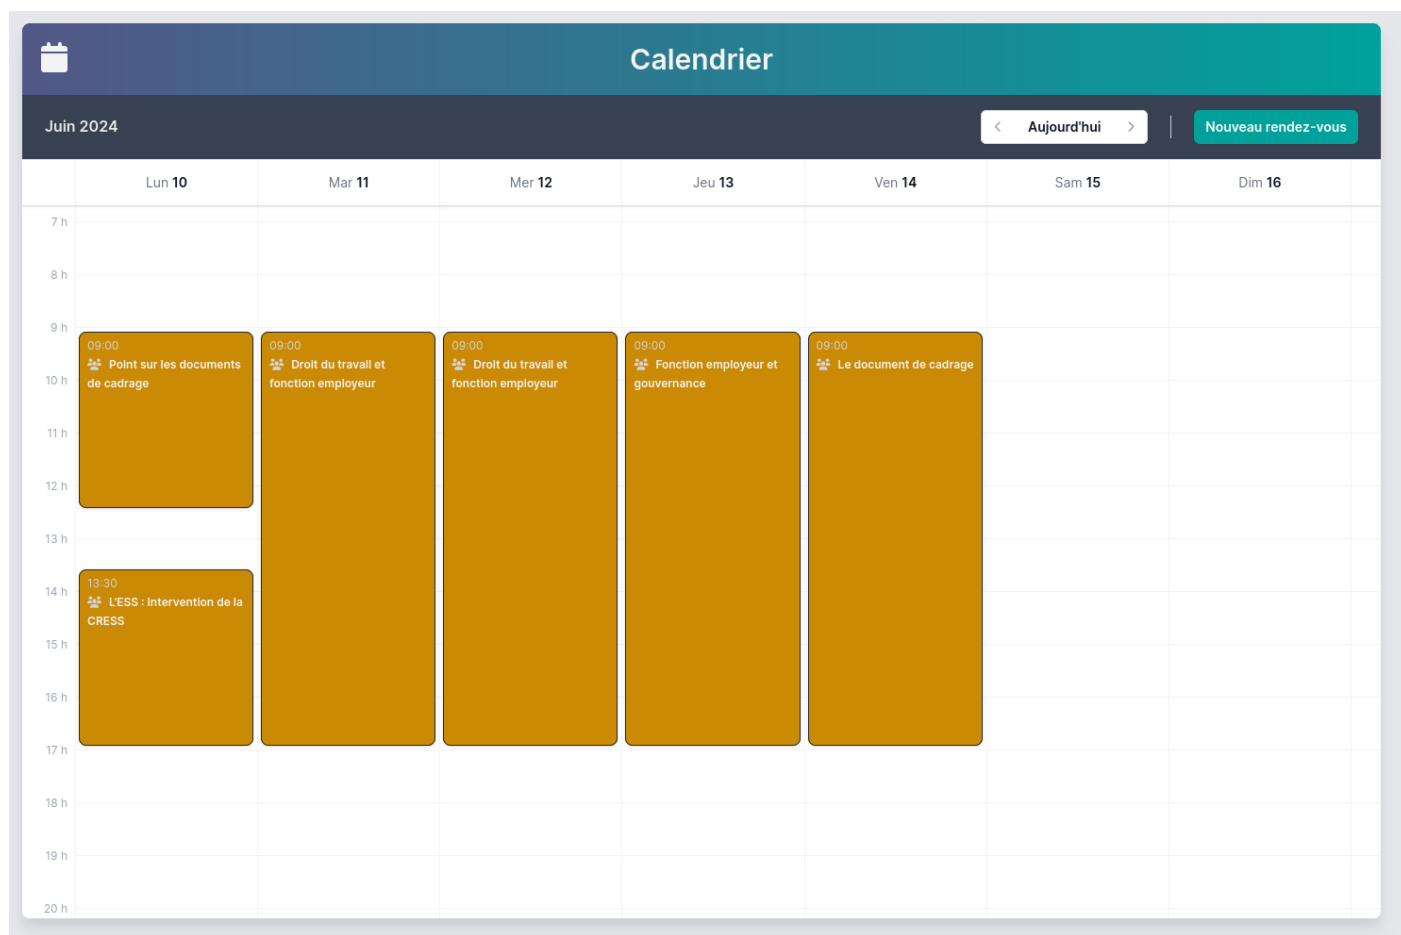 Calendrier
Juin 2024
Aujourd'hui
Nouveau rendez-vous
Lun 10
Mar 11
Mer 12
Jeu 13
Ven 14
Sam 15
Dim 16
7 h
8 h
9 h
10 h
11 h
12 h
13 h
14 h
15 h
16 h
17 h
18 h
19 h
20 h
09:00
Point sur les documents
de cadrage
13:30
L'ESS : Intervention de la
CRESS
09:00
Droit du travail et
fonction employeur
09:00
Droit du travail et
fonction employeur
09:00
Fonction employeur et
gouvernance
09:00
Le document de cadrage